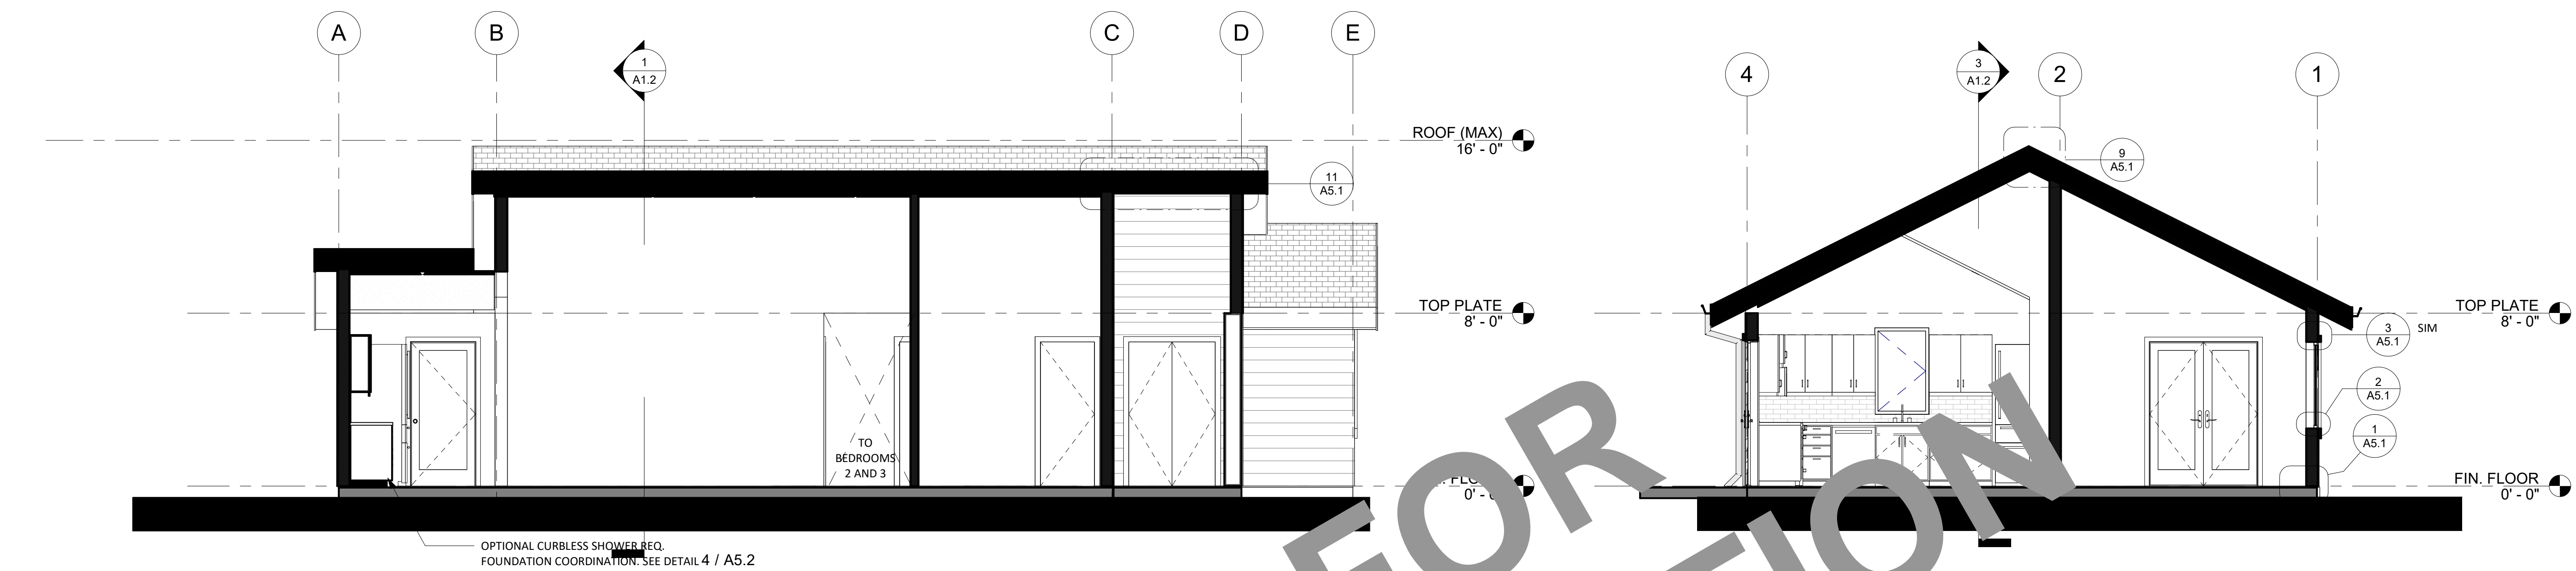 A
B
C
D
E
1
A1.2
ROOF (MAX)
16' - 0"
11
A5.1
TOP PLATE
8' - 0"
TO
BEDROOMS
2 AND 3
0' - 0"
OPTIONAL CURBLESS SHOWER REQ.
FOUNDATION COORDINATION. SEE DETAIL 4 / A5.2
4
3
A1.2
2
1
9
A5.1
TOP PLATE
8' - 0"
3
A5.1
SIM
2
A5.1
1
A5.1
FIN. FLOOR
0' - 0"
FOR